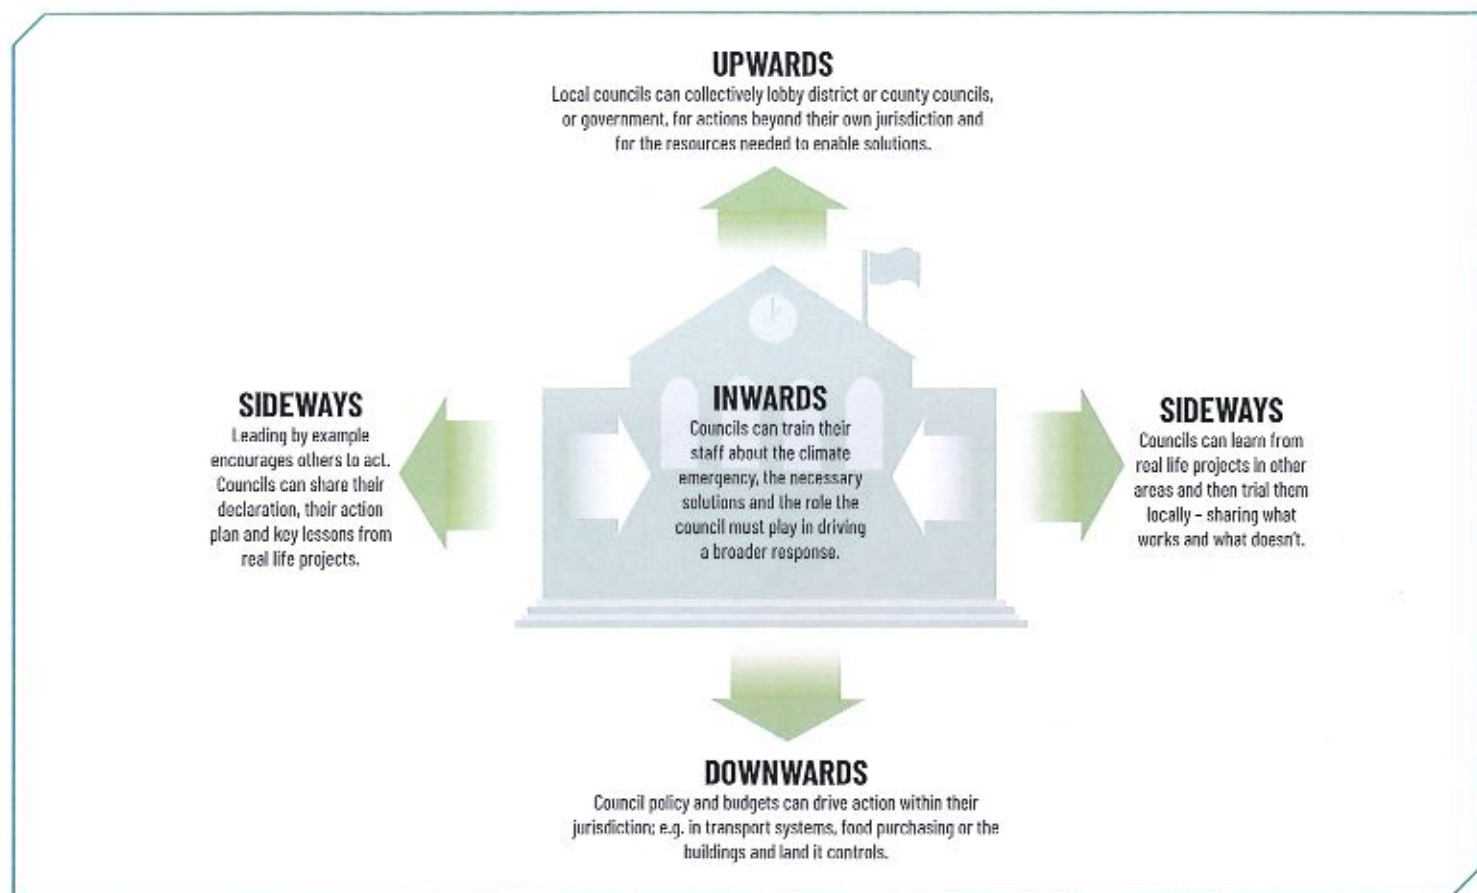 UPWARDS
Local councils can collectively lobby district or county councils,
or government, for actions beyond their own jurisdiction and
for the resources needed to enable solutions.
SIDEWAYS
Leading by example
encourages others to act.
Councils can share their
declaration, their action
plan and key lessons from
real life projects.
INWARDS
Councils can train their
staff about the climate
emergency, the necessary
solutions and the role the
council must play in driving
a broader response.
SIDEWAYS
Councils can learn from
real life projects in other
areas and then trial them
locally – sharing what
works and what doesn't.
DOWNWARDS
Council policy and budgets can drive action within their
jurisdiction; e.g. in transport systems, food purchasing or the
buildings and land it controls.